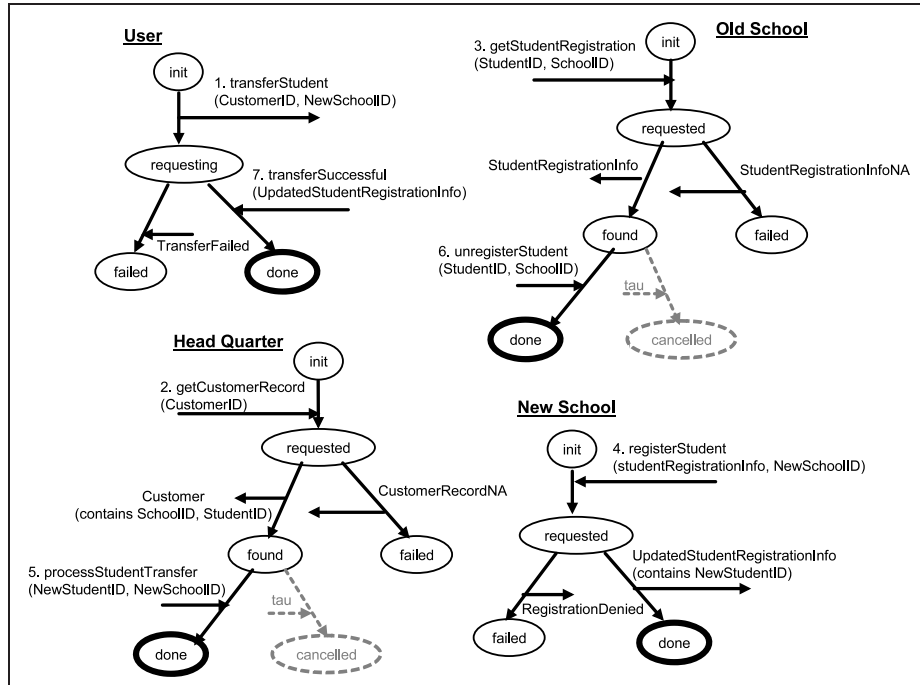 User
init
1. transferStudent
(CustomerID, NewSchoolID)
requesting
7. transferSuccessful
(UpdatedStudentRegistrationInfo)
TransferFailed
failed
done
Old School
init
3. getStudentRegistration
(StudentID, SchoolID)
requested
StudentRegistrationInfo
StudentRegistrationInfoNA
found
failed
6. unregisterStudent
(StudentID, SchoolID)
tau
done
cancelled
Head Quarter
init
2. getCustomerRecord
(CustomerID)
requested
Customer
(contains SchoolID, StudentID)
CustomerRecordNA
found
failed
5. processStudentTransfer
(NewStudentID, NewSchoolID)
tau
done
cancelled
New School
init
4. registerStudent
(studentRegistrationInfo, NewSchoolID)
requested
UpdatedStudentRegistrationInfo
(contains NewStudentID)
RegistrationDenied
failed
done